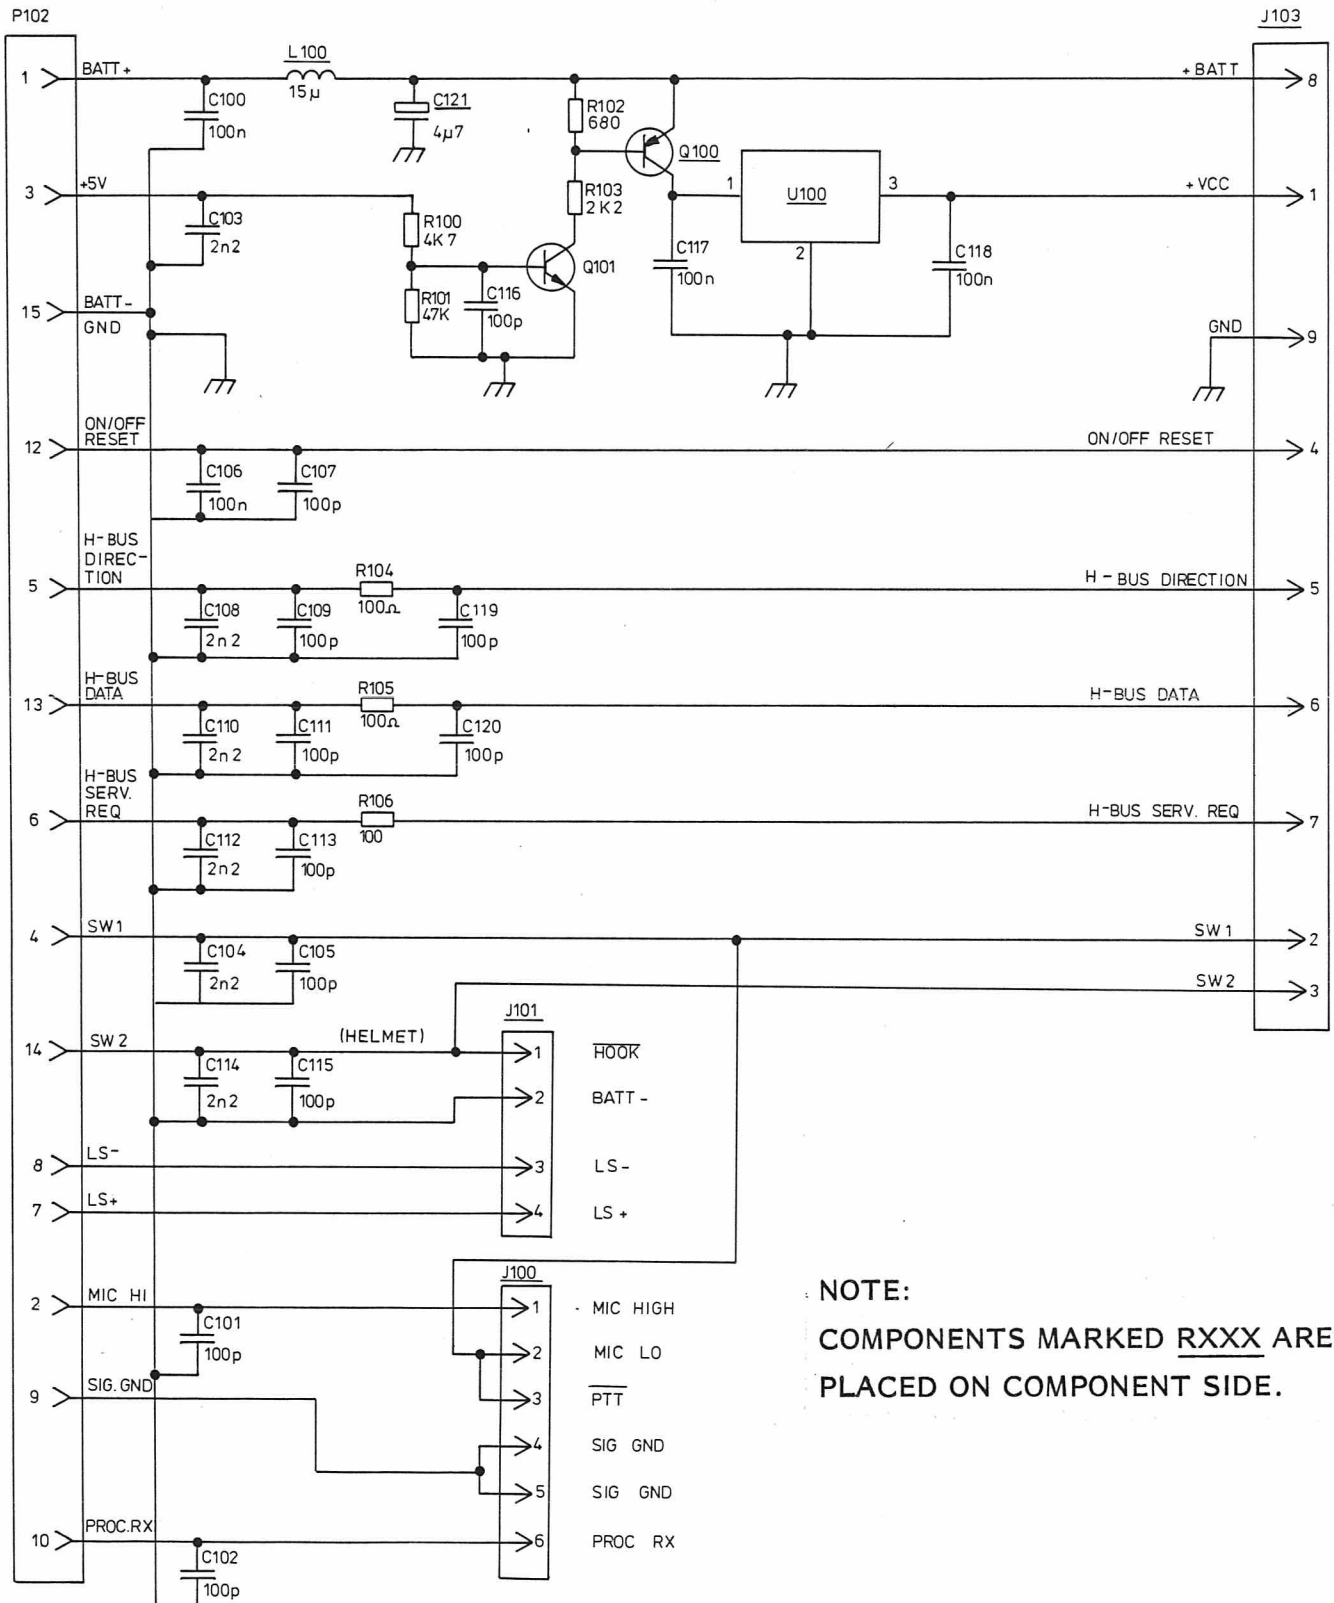 P102
J103
1 BATT+
L100
15µ
C100
100n
C121
4µ7
R102
680
Q100
+BATT
8
3 +5V
C103
2n2
R100
4K7
R103
2K2
Q101
1
U100
3
2
+VCC
1
R101
47K
C116
100p
C117
100n
C118
100n
15 BATT-
GND
GND
9
12 ON/OFF
RESET
C106
100n
C107
100p
ON/OFF RESET
4
5 H-BUS
DIREC-
TION
C108
2n2
C109
100p
R104
100Ω
C119
100p
H-BUS DIRECTION
5
13 H-BUS
DATA
C110
2n2
C111
100p
R105
100Ω
C120
100p
H-BUS DATA
6
6 H-BUS
SERV.
REQ
C112
2n2
C113
100p
R106
100
H-BUS SERV. REQ
7
4 SW1
C104
2n2
C105
100p
SW1
2
SW2
3
14 SW2
C114
2n2
C115
100p
(HELMET)
J101
1 HOOK
2 BATT-
8 LS-
3 LS-
7 LS+
4 LS+
J100
2 MIC HI
C101
100p
1 MIC HIGH
2 MIC LO
9 SIG.GND
3 PTT
4 SIG GND
5 SIG GND
10 PROC.RX
C102
100p
6 PROC RX
NOTE:
COMPONENTS MARKED RXXX ARE
PLACED ON COMPONENT SIDE.